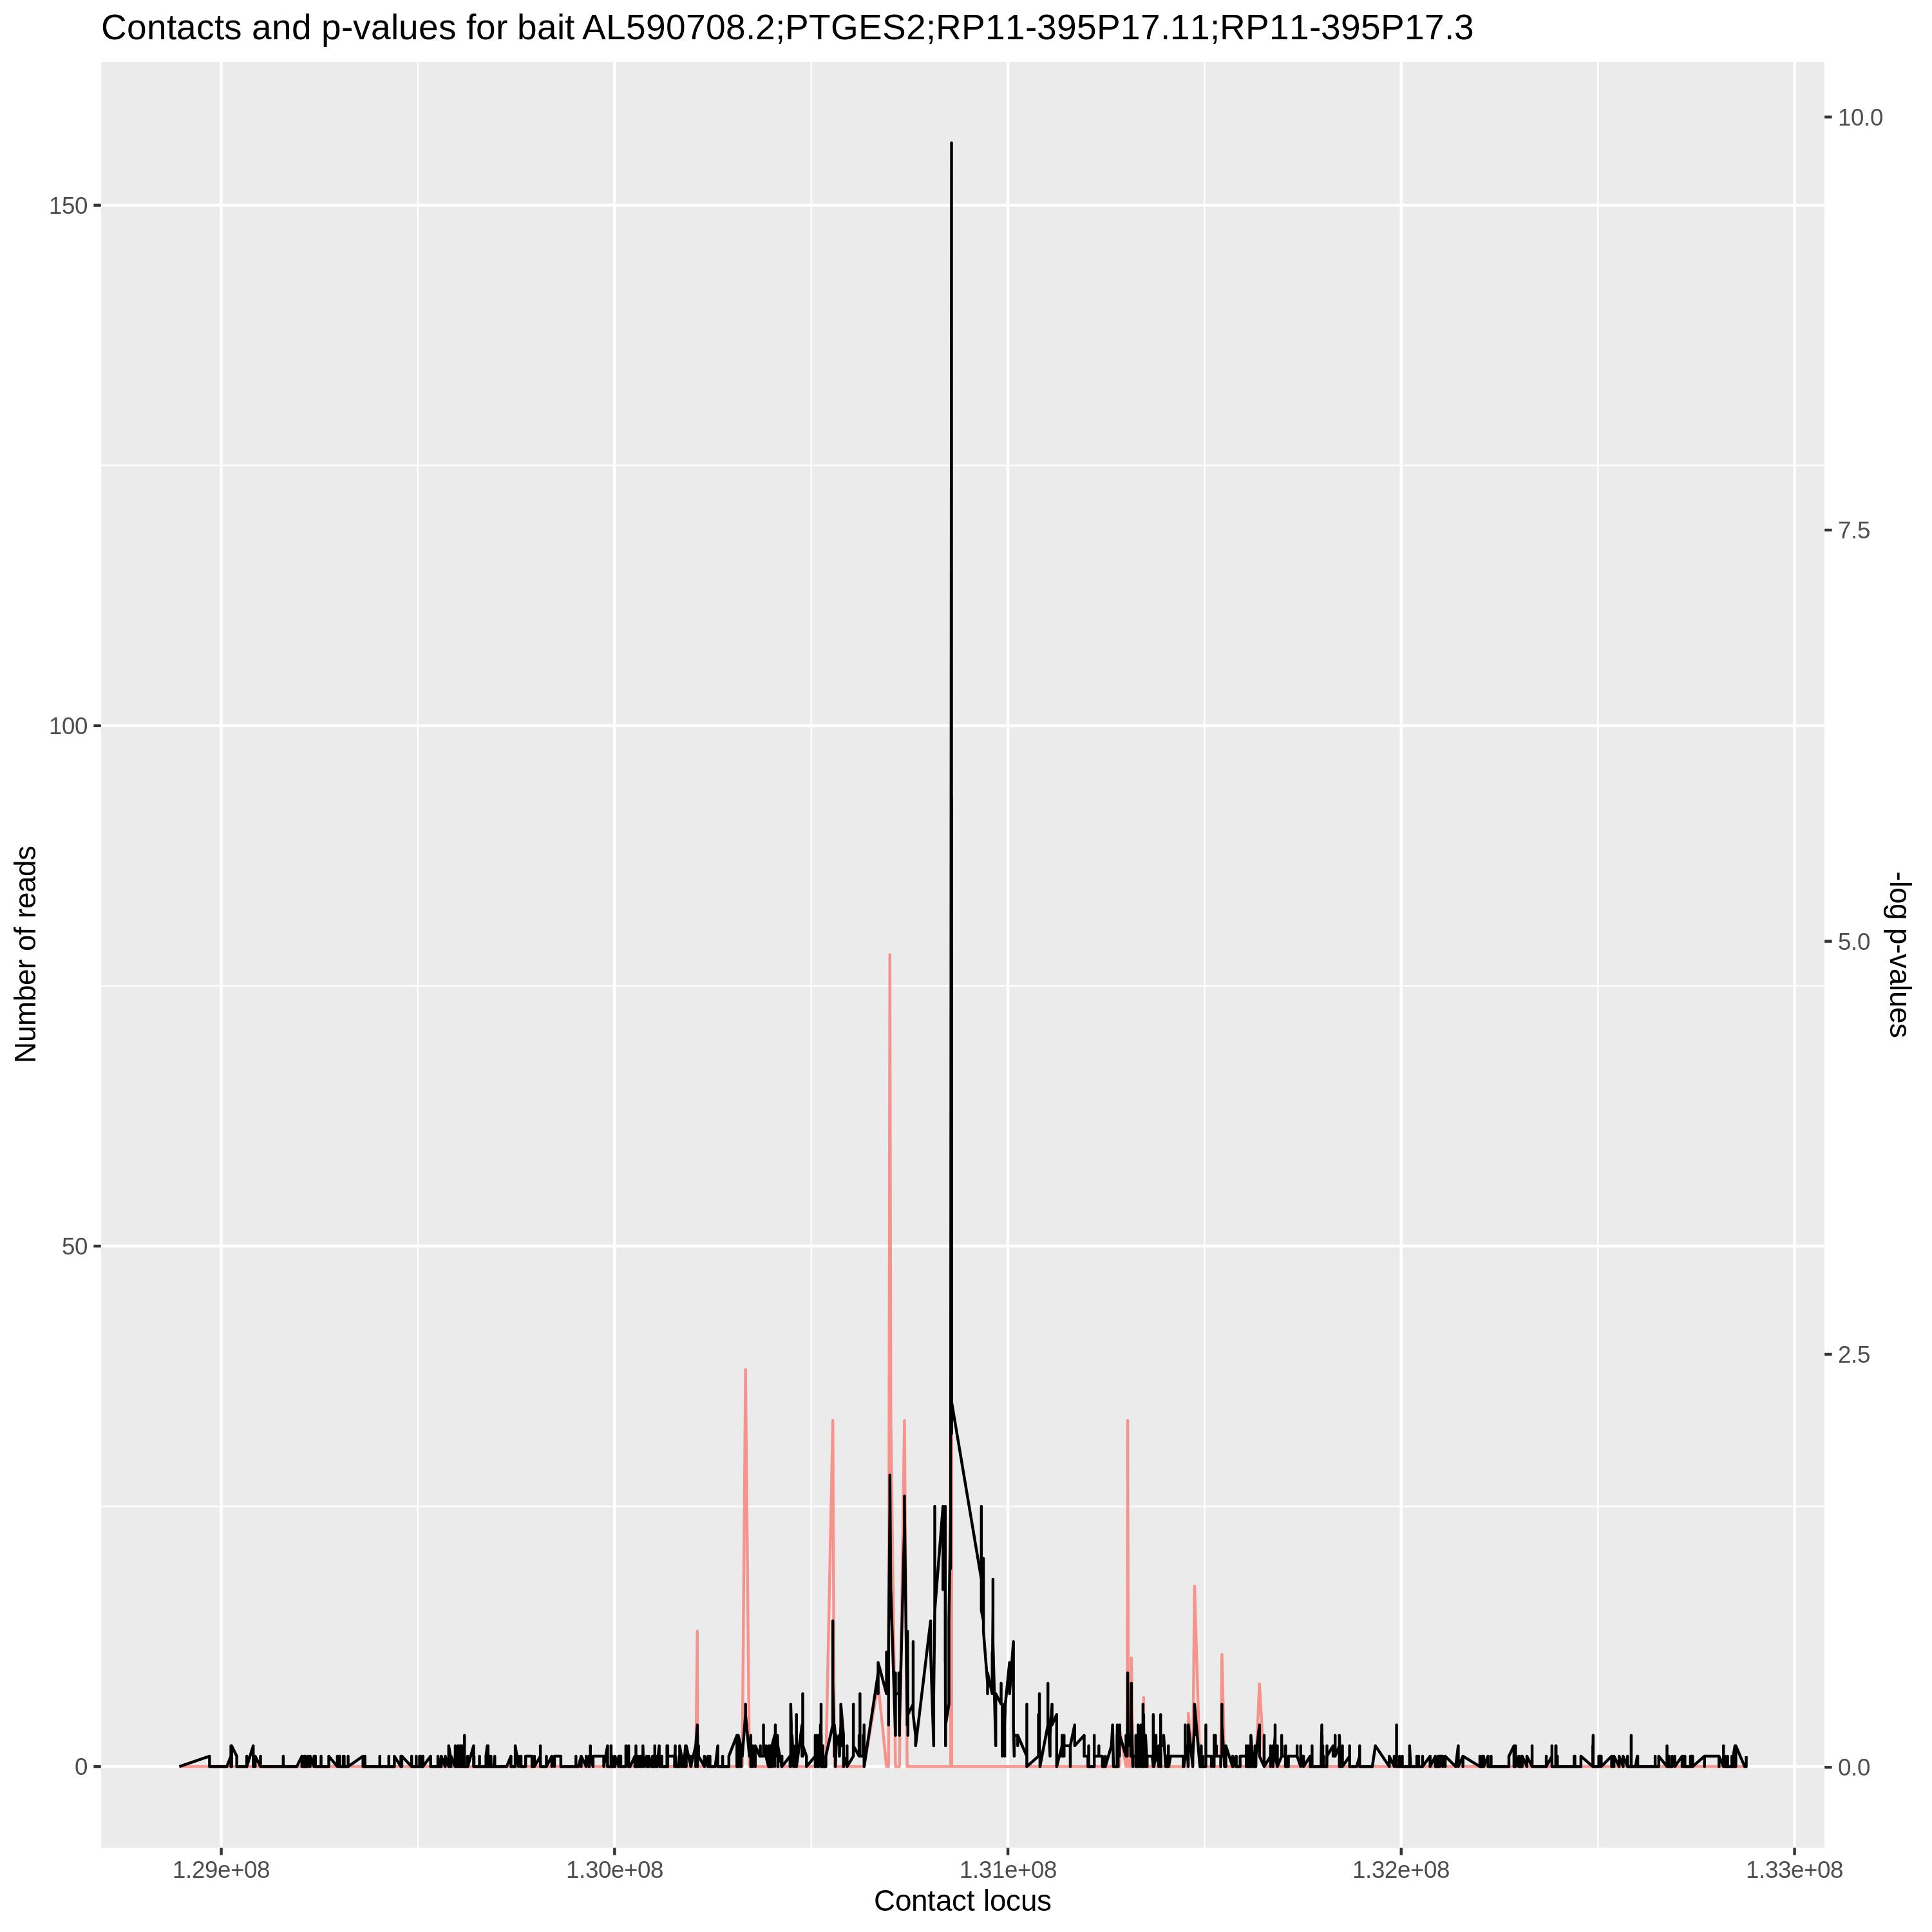 Contacts and p-values for bait AL590708.2;PTGES2;RP11-395P17.11;RP11-395P17.3
10.0
150
7.5
100
Number of reads
5.0
-log p-values
50
2.5
0
0.0
1.29e+08 1.30e+08 1.31e+08 1.32e+08 1.33e+08
Contact locus